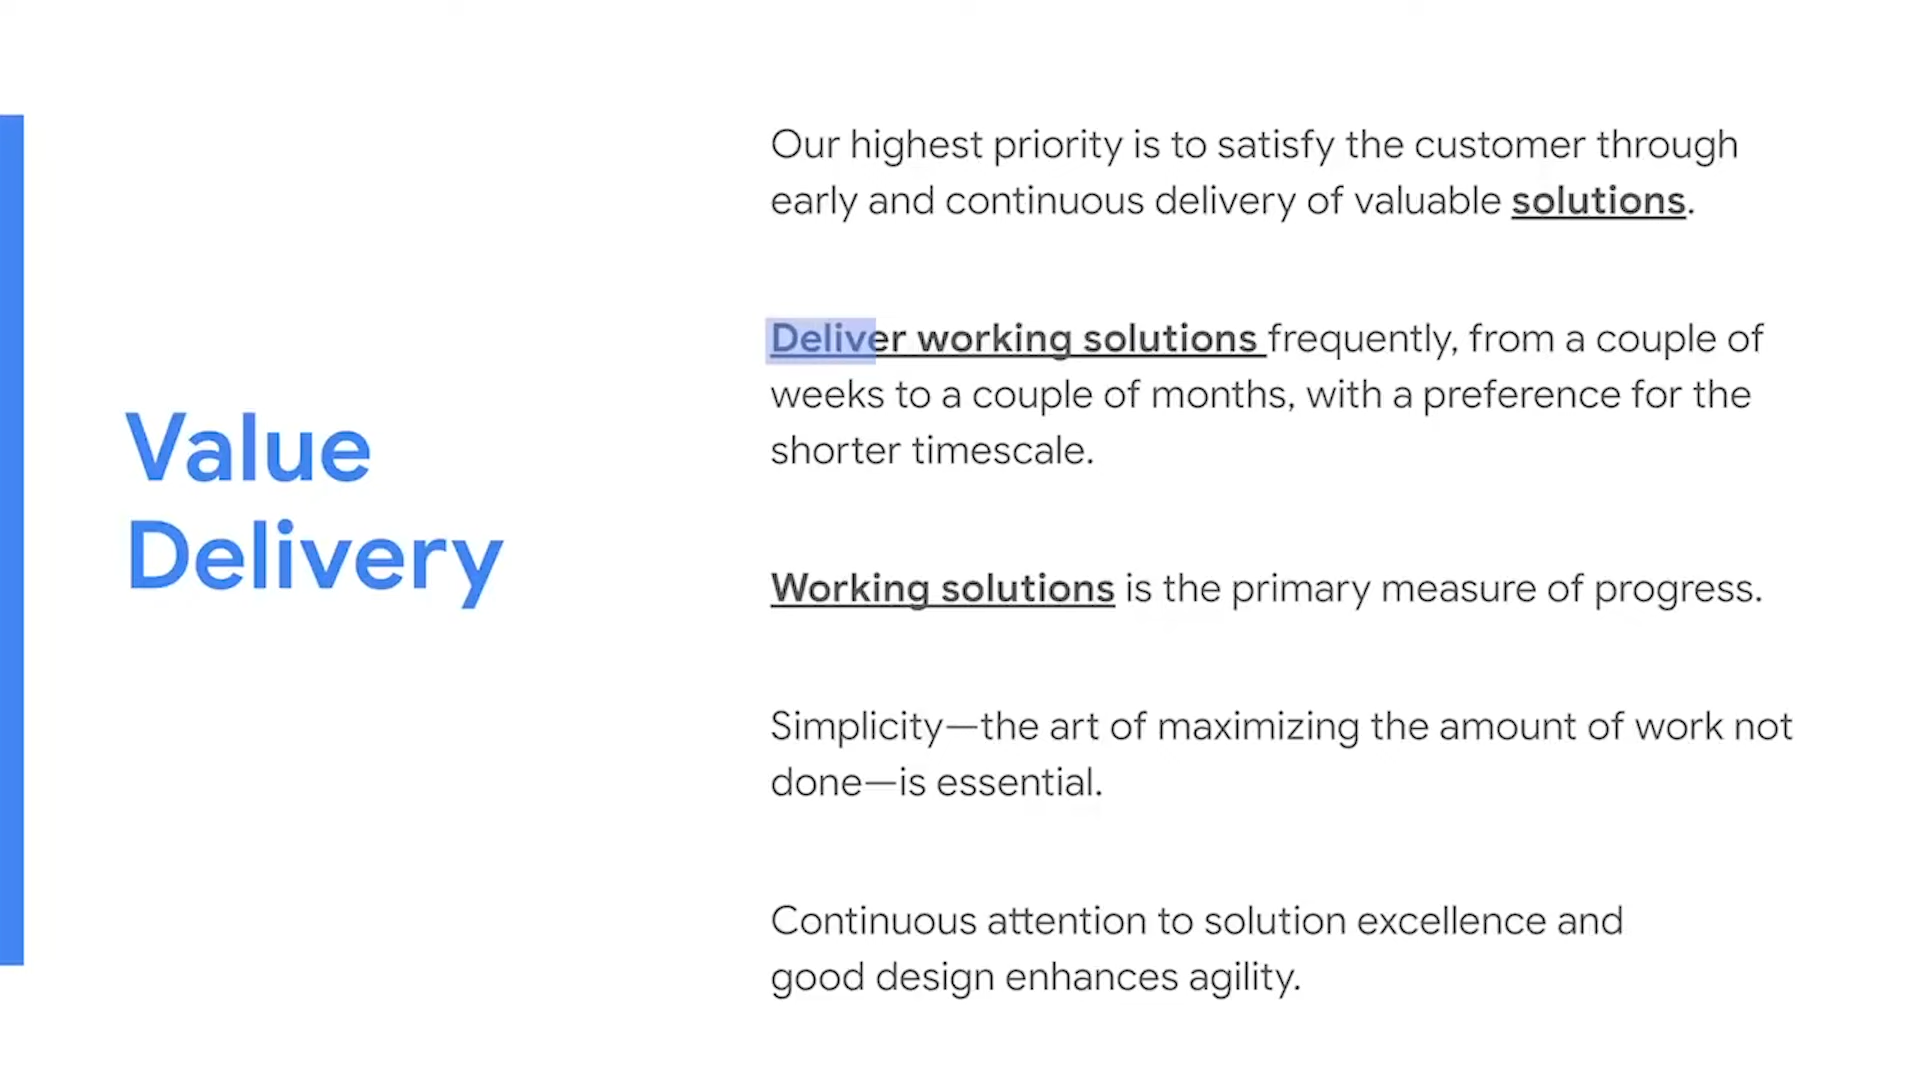 Value
Delivery
Our highest priority is to satisfy the customer through
early and continuous delivery of valuable solutions.
Deliver working solutions frequently, from a couple of
weeks to a couple of months, with a preference for the
shorter timescale.
Working solutions is the primary measure of progress.
Simplicity—the art of maximizing the amount of work not
done—is essential.
Continuous attention to solution excellence and
good design enhances agility.